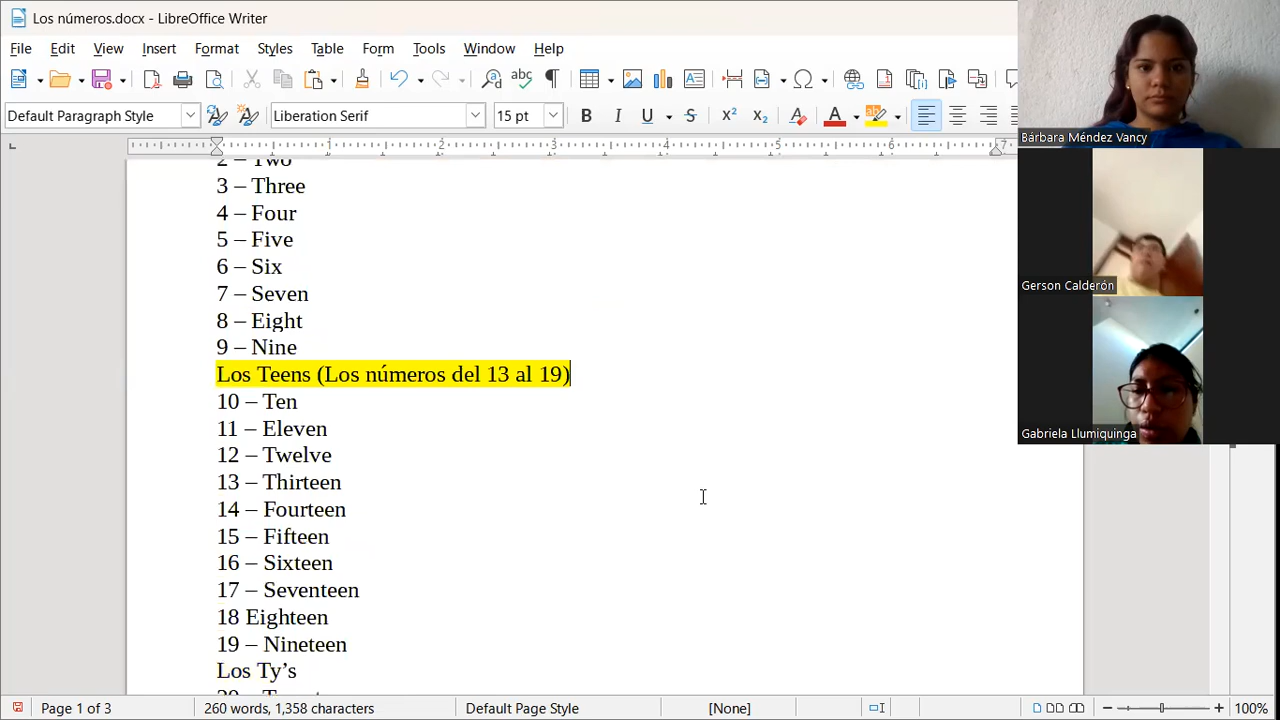 Los números.docx - LibreOffice Writer
File Edit View Insert Format Styles Table Form Tools Window Help
Default Paragraph Style Liberation Serif 15 pt
2 – Two
3 – Three
4 – Four
5 – Five
6 – Six
7 – Seven
8 – Eight
9 – Nine
Los Teens (Los números del 13 al 19)
10 – Ten
11 – Eleven
12 – Twelve
13 – Thirteen
14 – Fourteen
15 – Fifteen
16 – Sixteen
17 – Seventeen
18 Eighteen
19 – Nineteen
Los Ty’s
Bárbara Méndez Vancy
Gerson Calderón
Gabriela Llumiquinga
Page 1 of 3 260 words, 1,358 characters Default Page Style [None] 100%